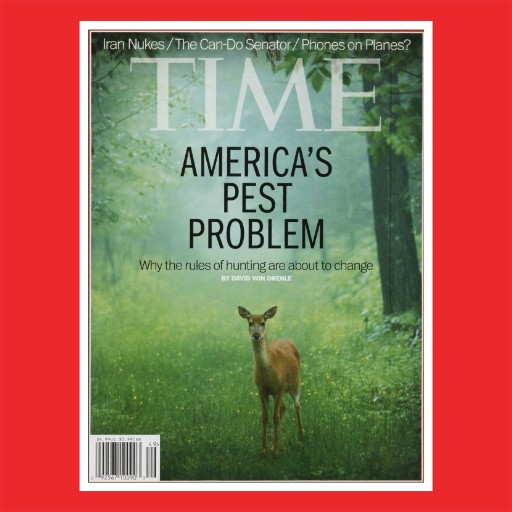 Iran Nukes / The Can-Do Senator / Phones on Planes?
TIME
AMERICA'S
PEST
PROBLEM
Why the rules of hunting are about to change
BY DAVID VON DREHLE